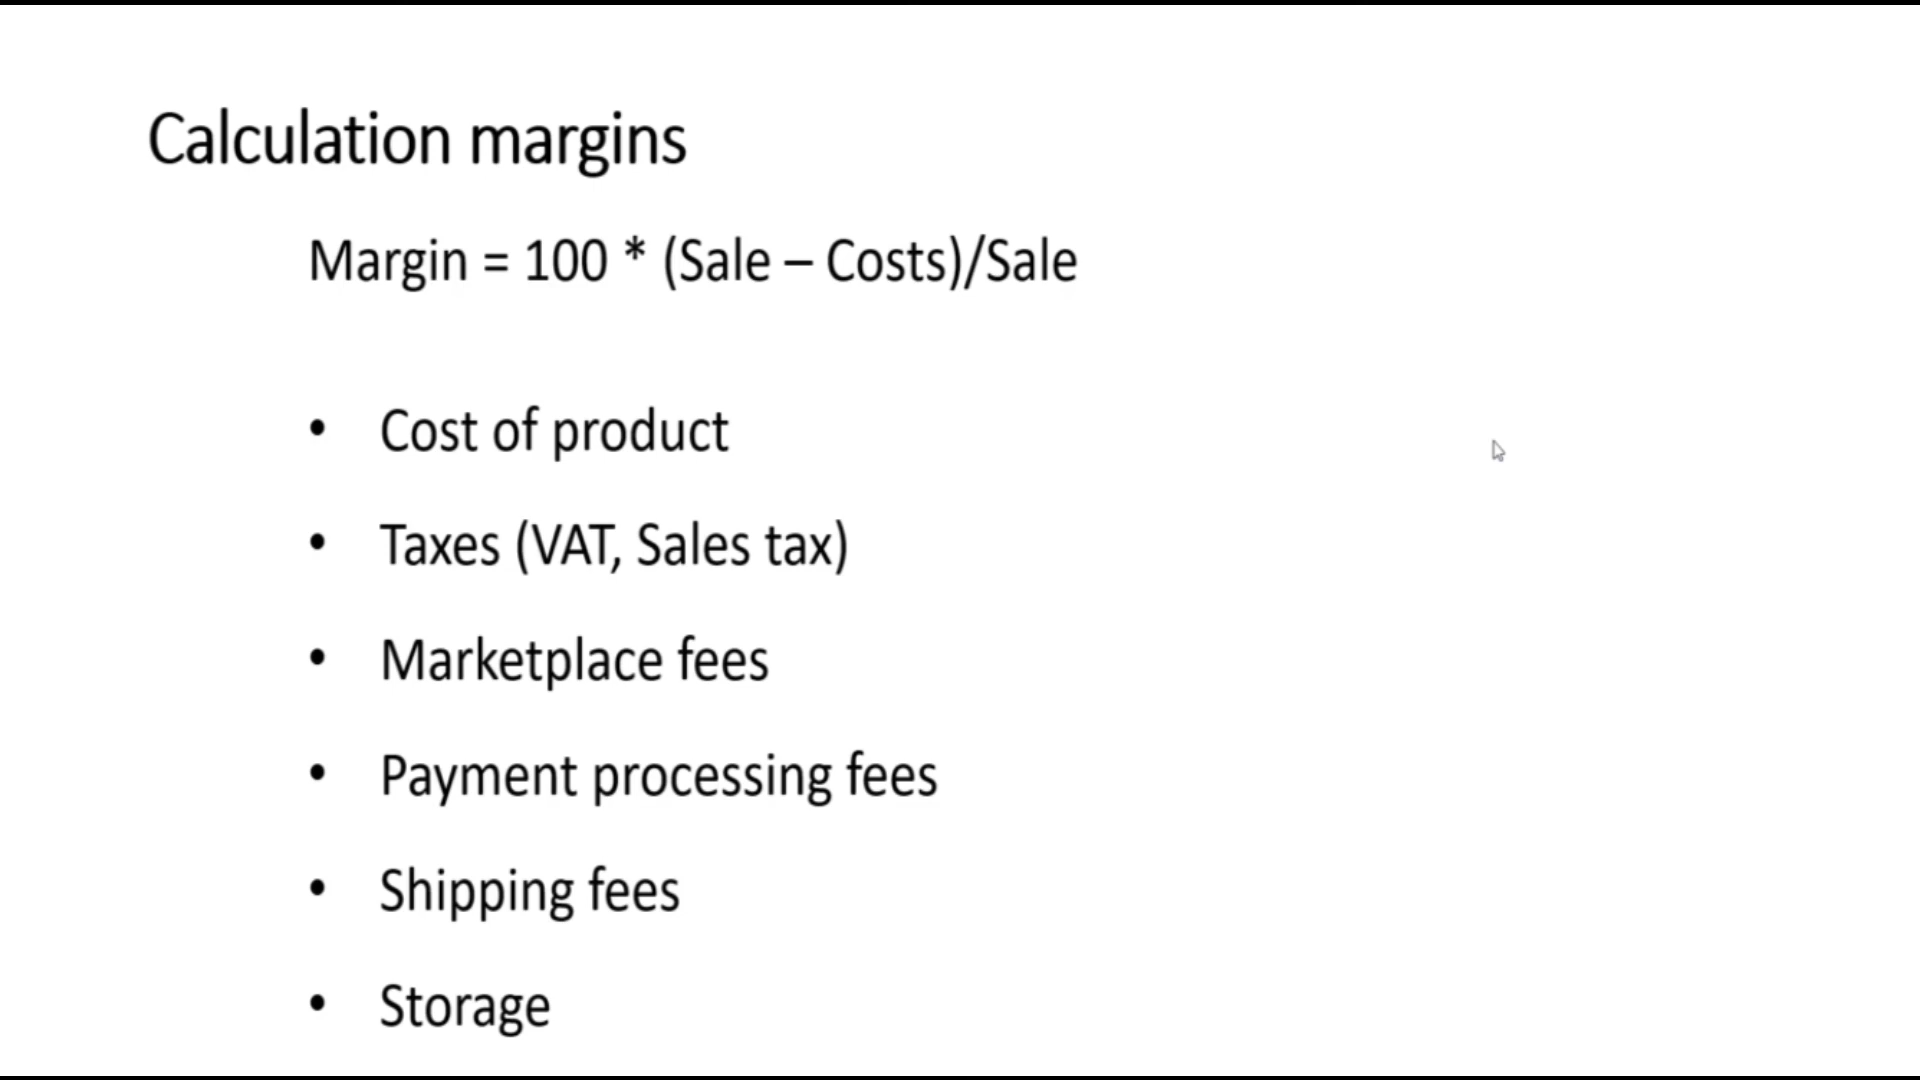 Calculation margins
Margin = 100 * (Sale – Costs)/Sale
• Cost of product
• Taxes (VAT, Sales tax)
• Marketplace fees
• Payment processing fees
• Shipping fees
• Storage